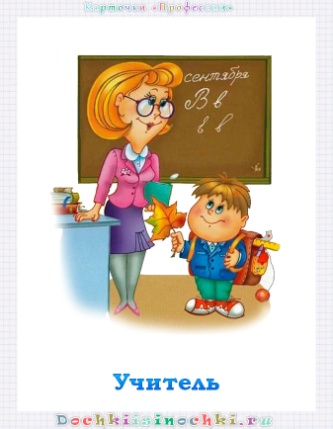 Карточки «Профессии»
сентября
В в
в в
Учитель
Dochkiisinochki.ru